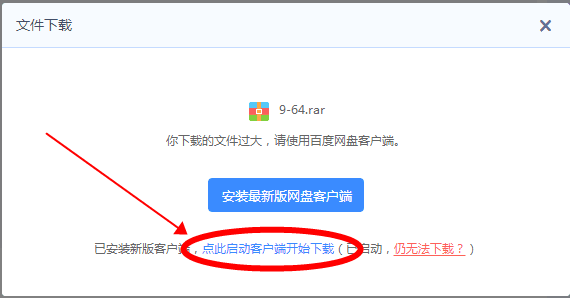 文件下载
9-64.rar
你下载的文件过大，请使用百度网盘客户端。
安装最新版网盘客户端
已安装新版客户端，点此启动客户端开始下载（已启动，仍无法下载？）